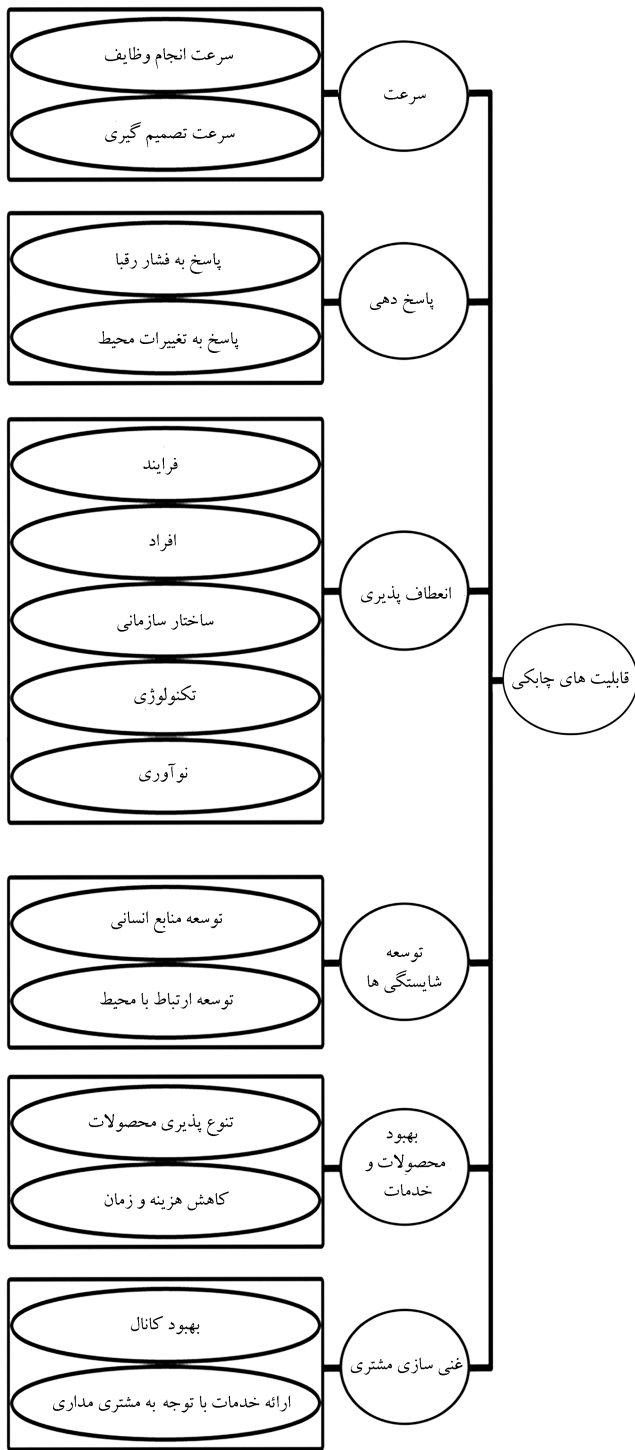 قابلیت های چابکی
سرعت
سرعت انجام وظایف
سرعت تصمیم گیری
پاسخ دهی
پاسخ به فشار رقبا
پاسخ به تغییرات محیط
انعطاف پذیری
فرایند
افراد
ساختار سازمانی
تکنولوژی
نوآوری
توسعه
شایستگی ها
توسعه منابع انسانی
توسعه ارتباط با محیط
بهبود
محصولات و
خدمات
تنوع پذیری محصولات
کاهش هزینه و زمان
غنی سازی مشتری
بهبود کانال
ارائه خدمات با توجه به مشتری مداری